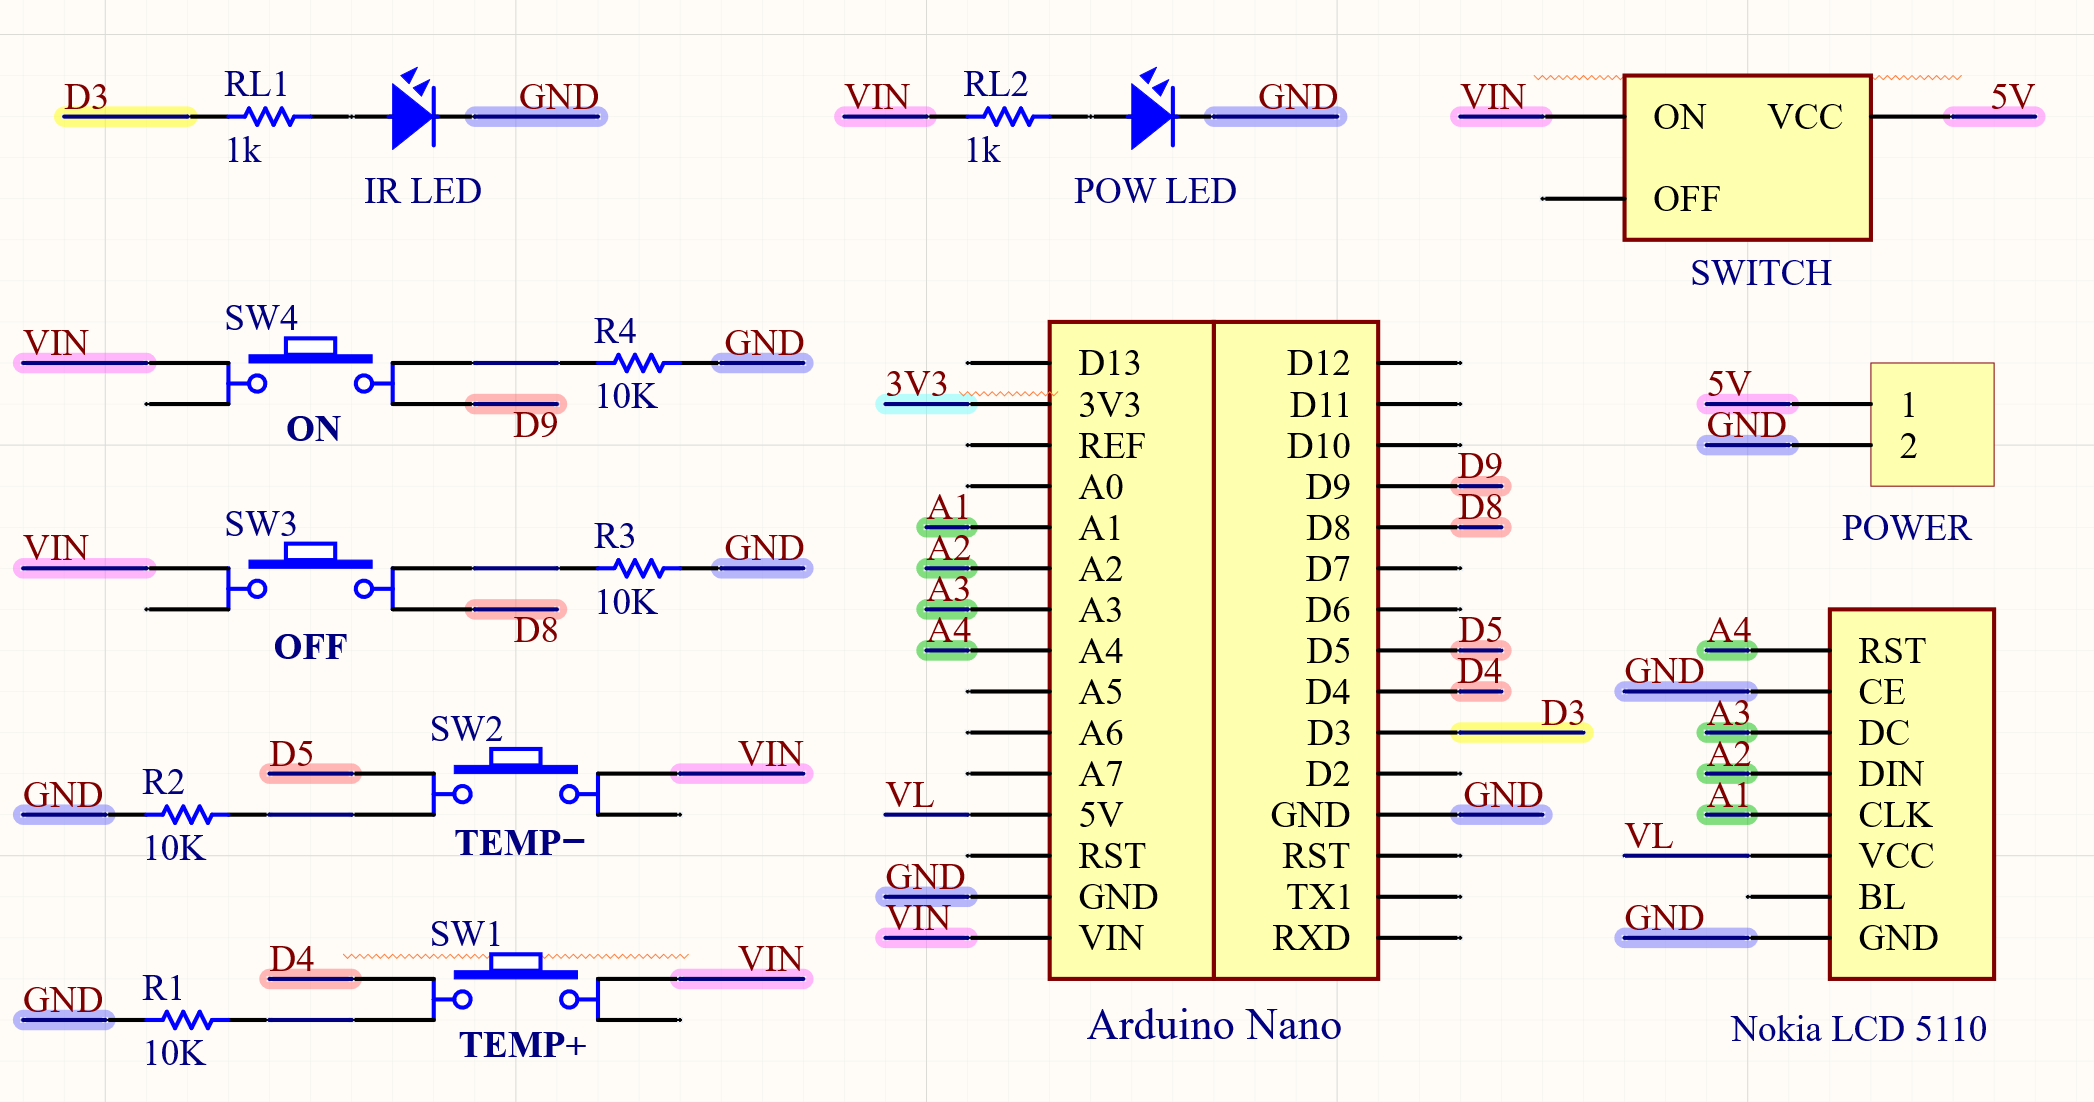 D3 RL1 GND
1k
IR LED
VIN RL2 GND
1k
POW LED
VIN ON VCC 5V
OFF
SWITCH
VIN SW4 R4 GND
10K
ON D9
VIN SW3 R3 GND
10K
OFF D8
D5 SW2 VIN
GND R2
10K
TEMP−
D4 SW1 VIN
GND R1
10K
TEMP+
D13 D12
3V3 3V3 D11
REF D10
A0 D9 D9
A1 A1 D8 D8
A2 A2 D7
A3 A3 D6
A4 A4 D5 D5
A5 D4 D4
A6 D3 D3
A7 D2
VL 5V GND GND
RST RST
GND GND TX1
VIN VIN RXD
Arduino Nano
5V 1
GND 2
POWER
A4 RST
GND CE
A3 DC
A2 DIN
A1 CLK
VL VCC
BL
GND GND
Nokia LCD 5110